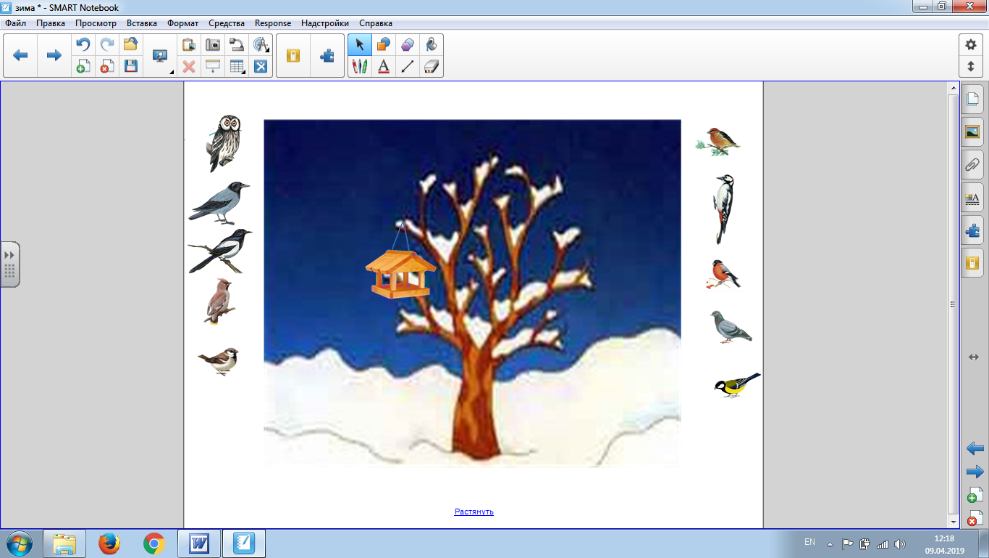 зима * - SMART Notebook
Файл Правка Просмотр Вставка Формат Средства Response Надстройки Справка
Растянуть
EN
12:18
09.04.2019